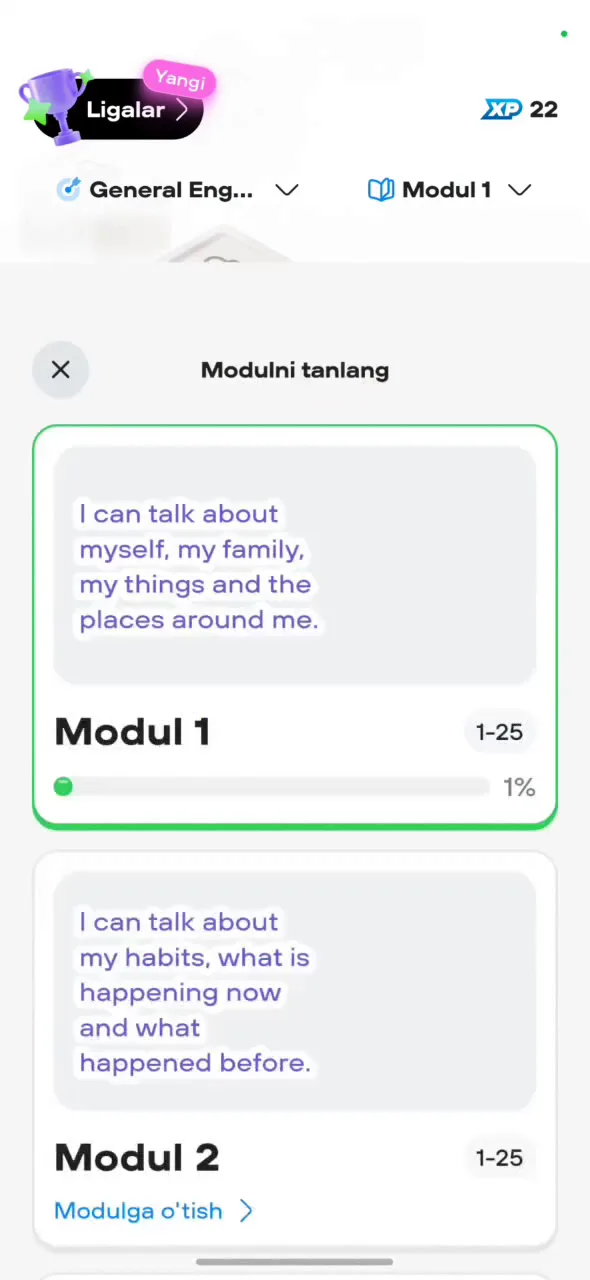 Yangi
Ligalar
XP 22
General Eng...
Modul 1
Modulni tanlang
I can talk about
myself, my family,
my things and the
places around me.
Modul 1
1-25
1%
I can talk about
my habits, what is
happening now
and what
happened before.
Modul 2
1-25
Modulga o'tish